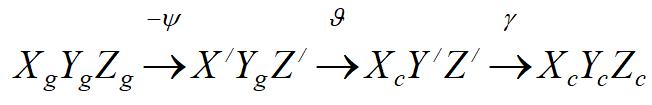 −ψ ϑ γ
X_g Y_g Z_g → X′ Y_g Z′ → X_c Y′ Z′ → X_c Y_c Z_c